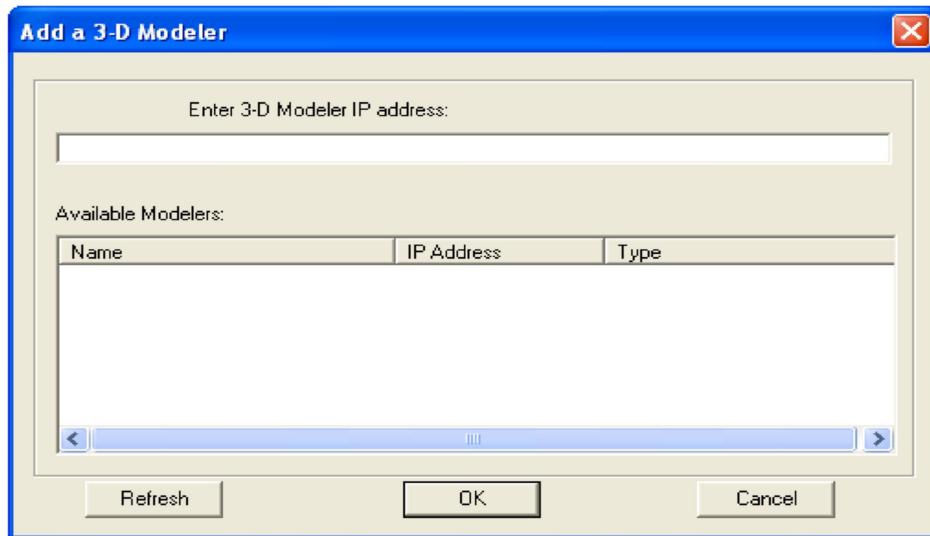 Add a 3-D Modeler
Enter 3-D Modeler IP address:
Available Modelers:
Name IP Address Type
Refresh OK Cancel